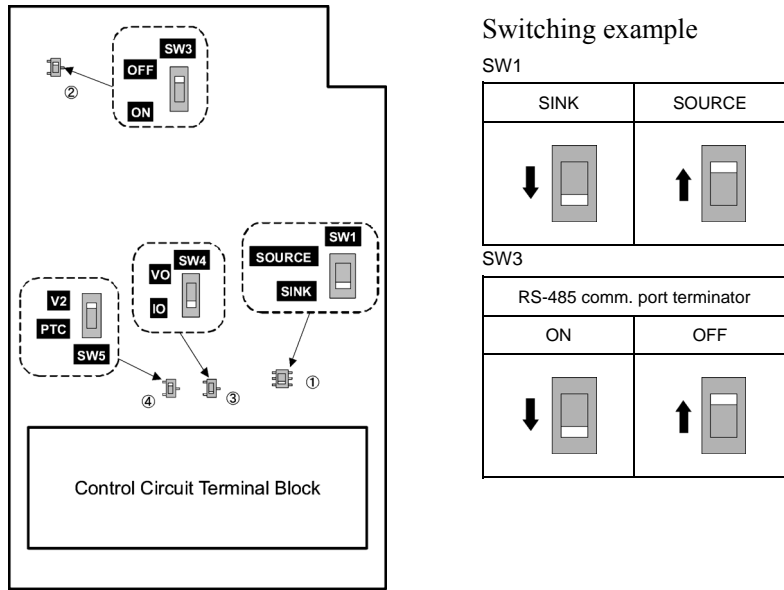 SW3
OFF
ON
②
SW1
SOURCE
SINK
SW4
VO
IO
V2
PTC
SW5
①
③
④
Control Circuit Terminal Block
Switching example
SW1
SINK SOURCE
SW3
RS-485 comm. port terminator
ON OFF